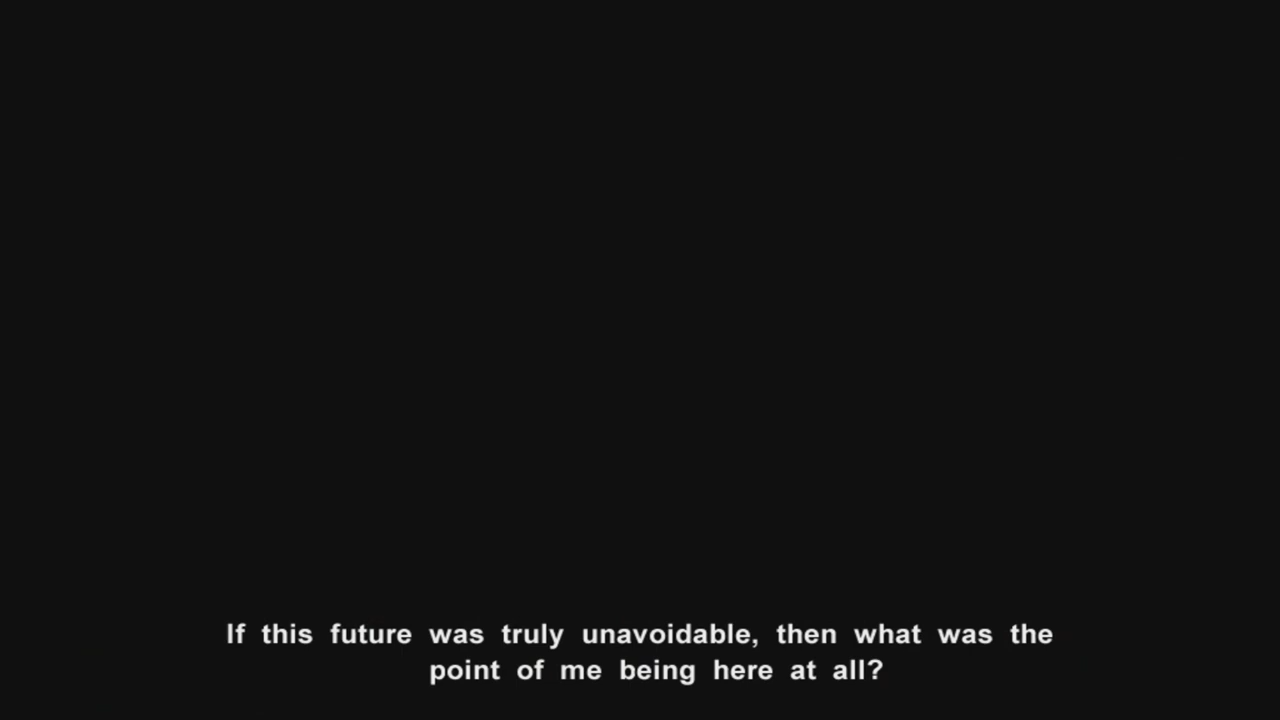 If this future was truly unavoidable, then what was the
point of me being here at all?